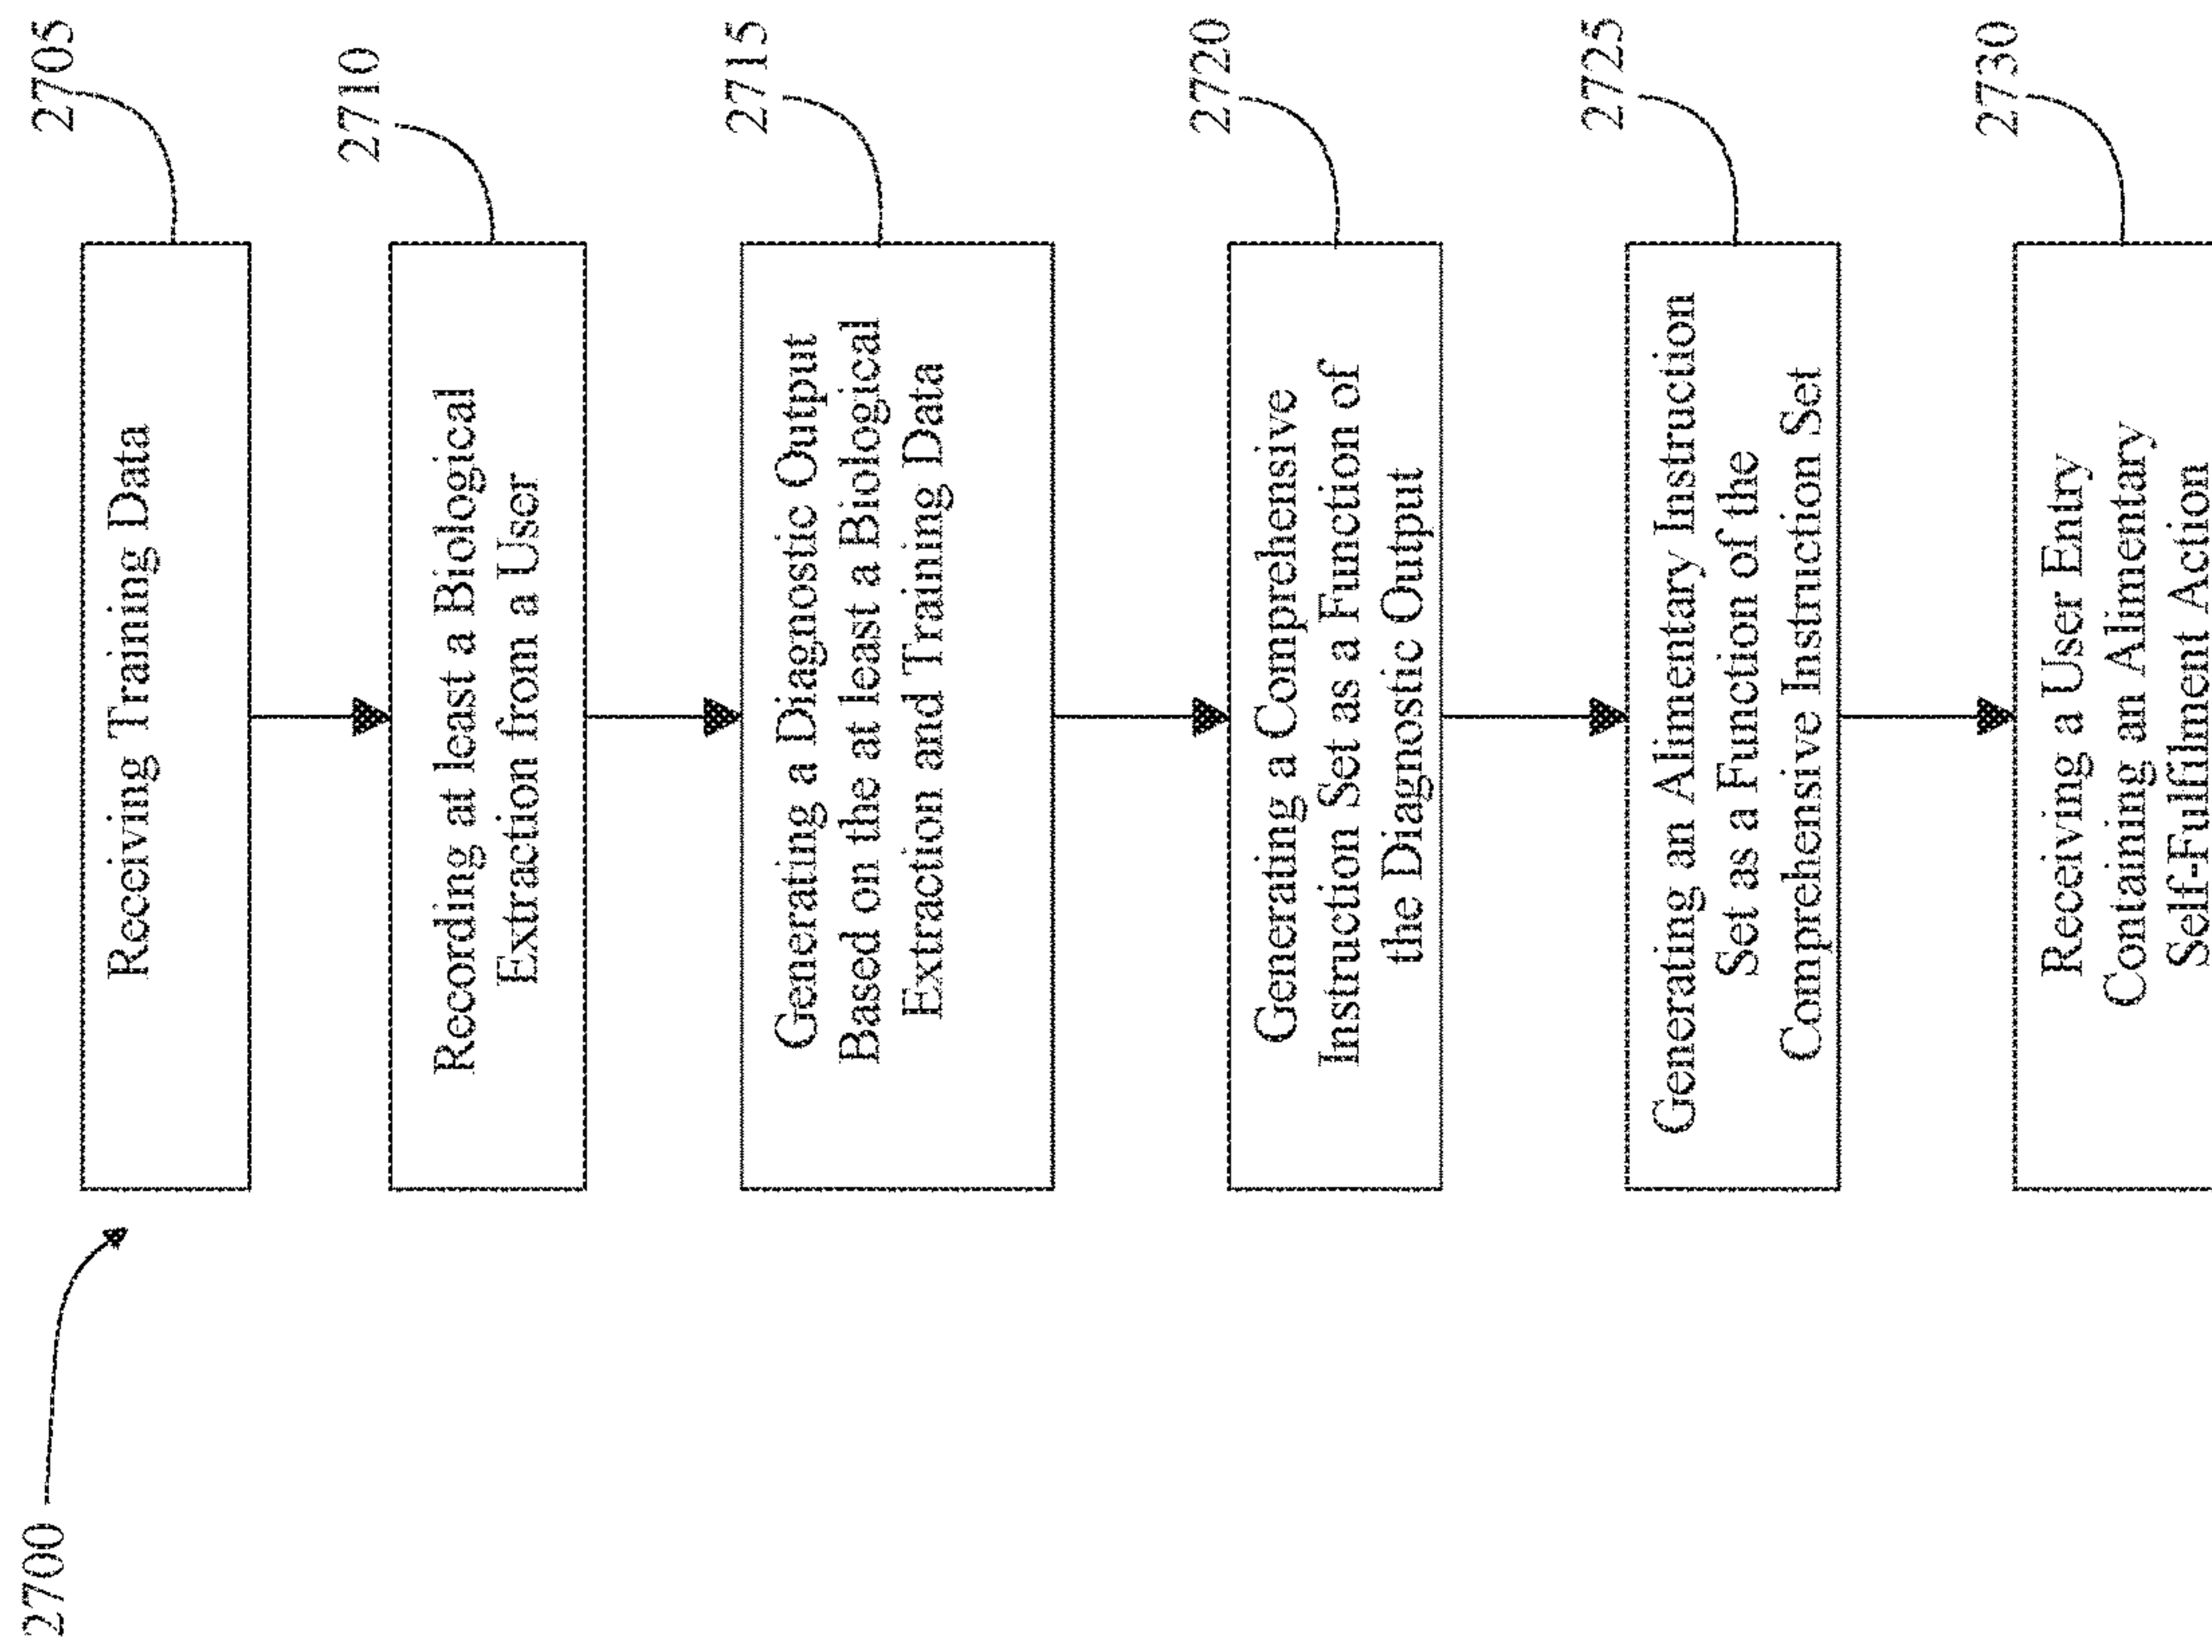 2700
2705
Receiving Training Data
2710
Recording at least a Biological
Extraction from a User
2715
Generating a Diagnostic Output
Based on the at least a Biological
Extraction and Training Data
2720
Generating a Comprehensive
Instruction Set as a Function of
the Diagnostic Output
2725
Generating an Alimentary Instruction
Set as a Function of the
Comprehensive Instruction Set
2730
Receiving a User Entry
Containing an Alimentary
Self-Fulfilment Action